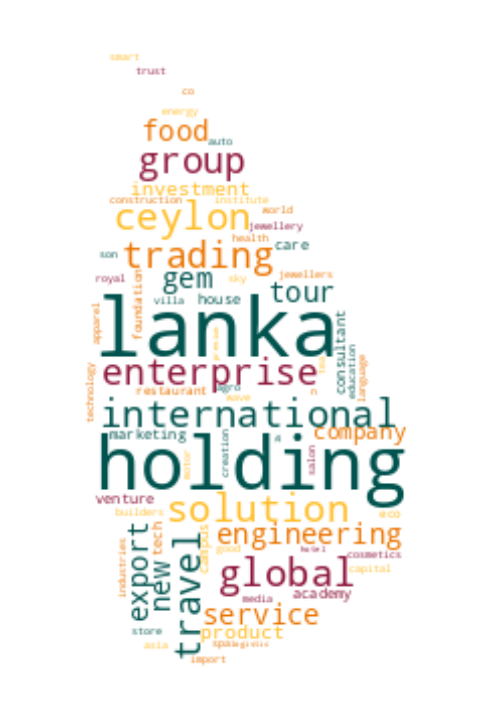 smart
trust
co
energy
food
auto
group
investment
construction institute
ceylon world
jewellery
health
son trading care
royal gem sky jewellers
foundation villa house tour
apparel lanka
consultant
education
language
technology enterprise
restaurant agro
wave n
international
marketing creation company
holding
motor salon
venture solution eco
builders
export tech campus engineering
industries new travel good hotel cosmetics
global capital
media academy
service
store product
asia spa logistic
import